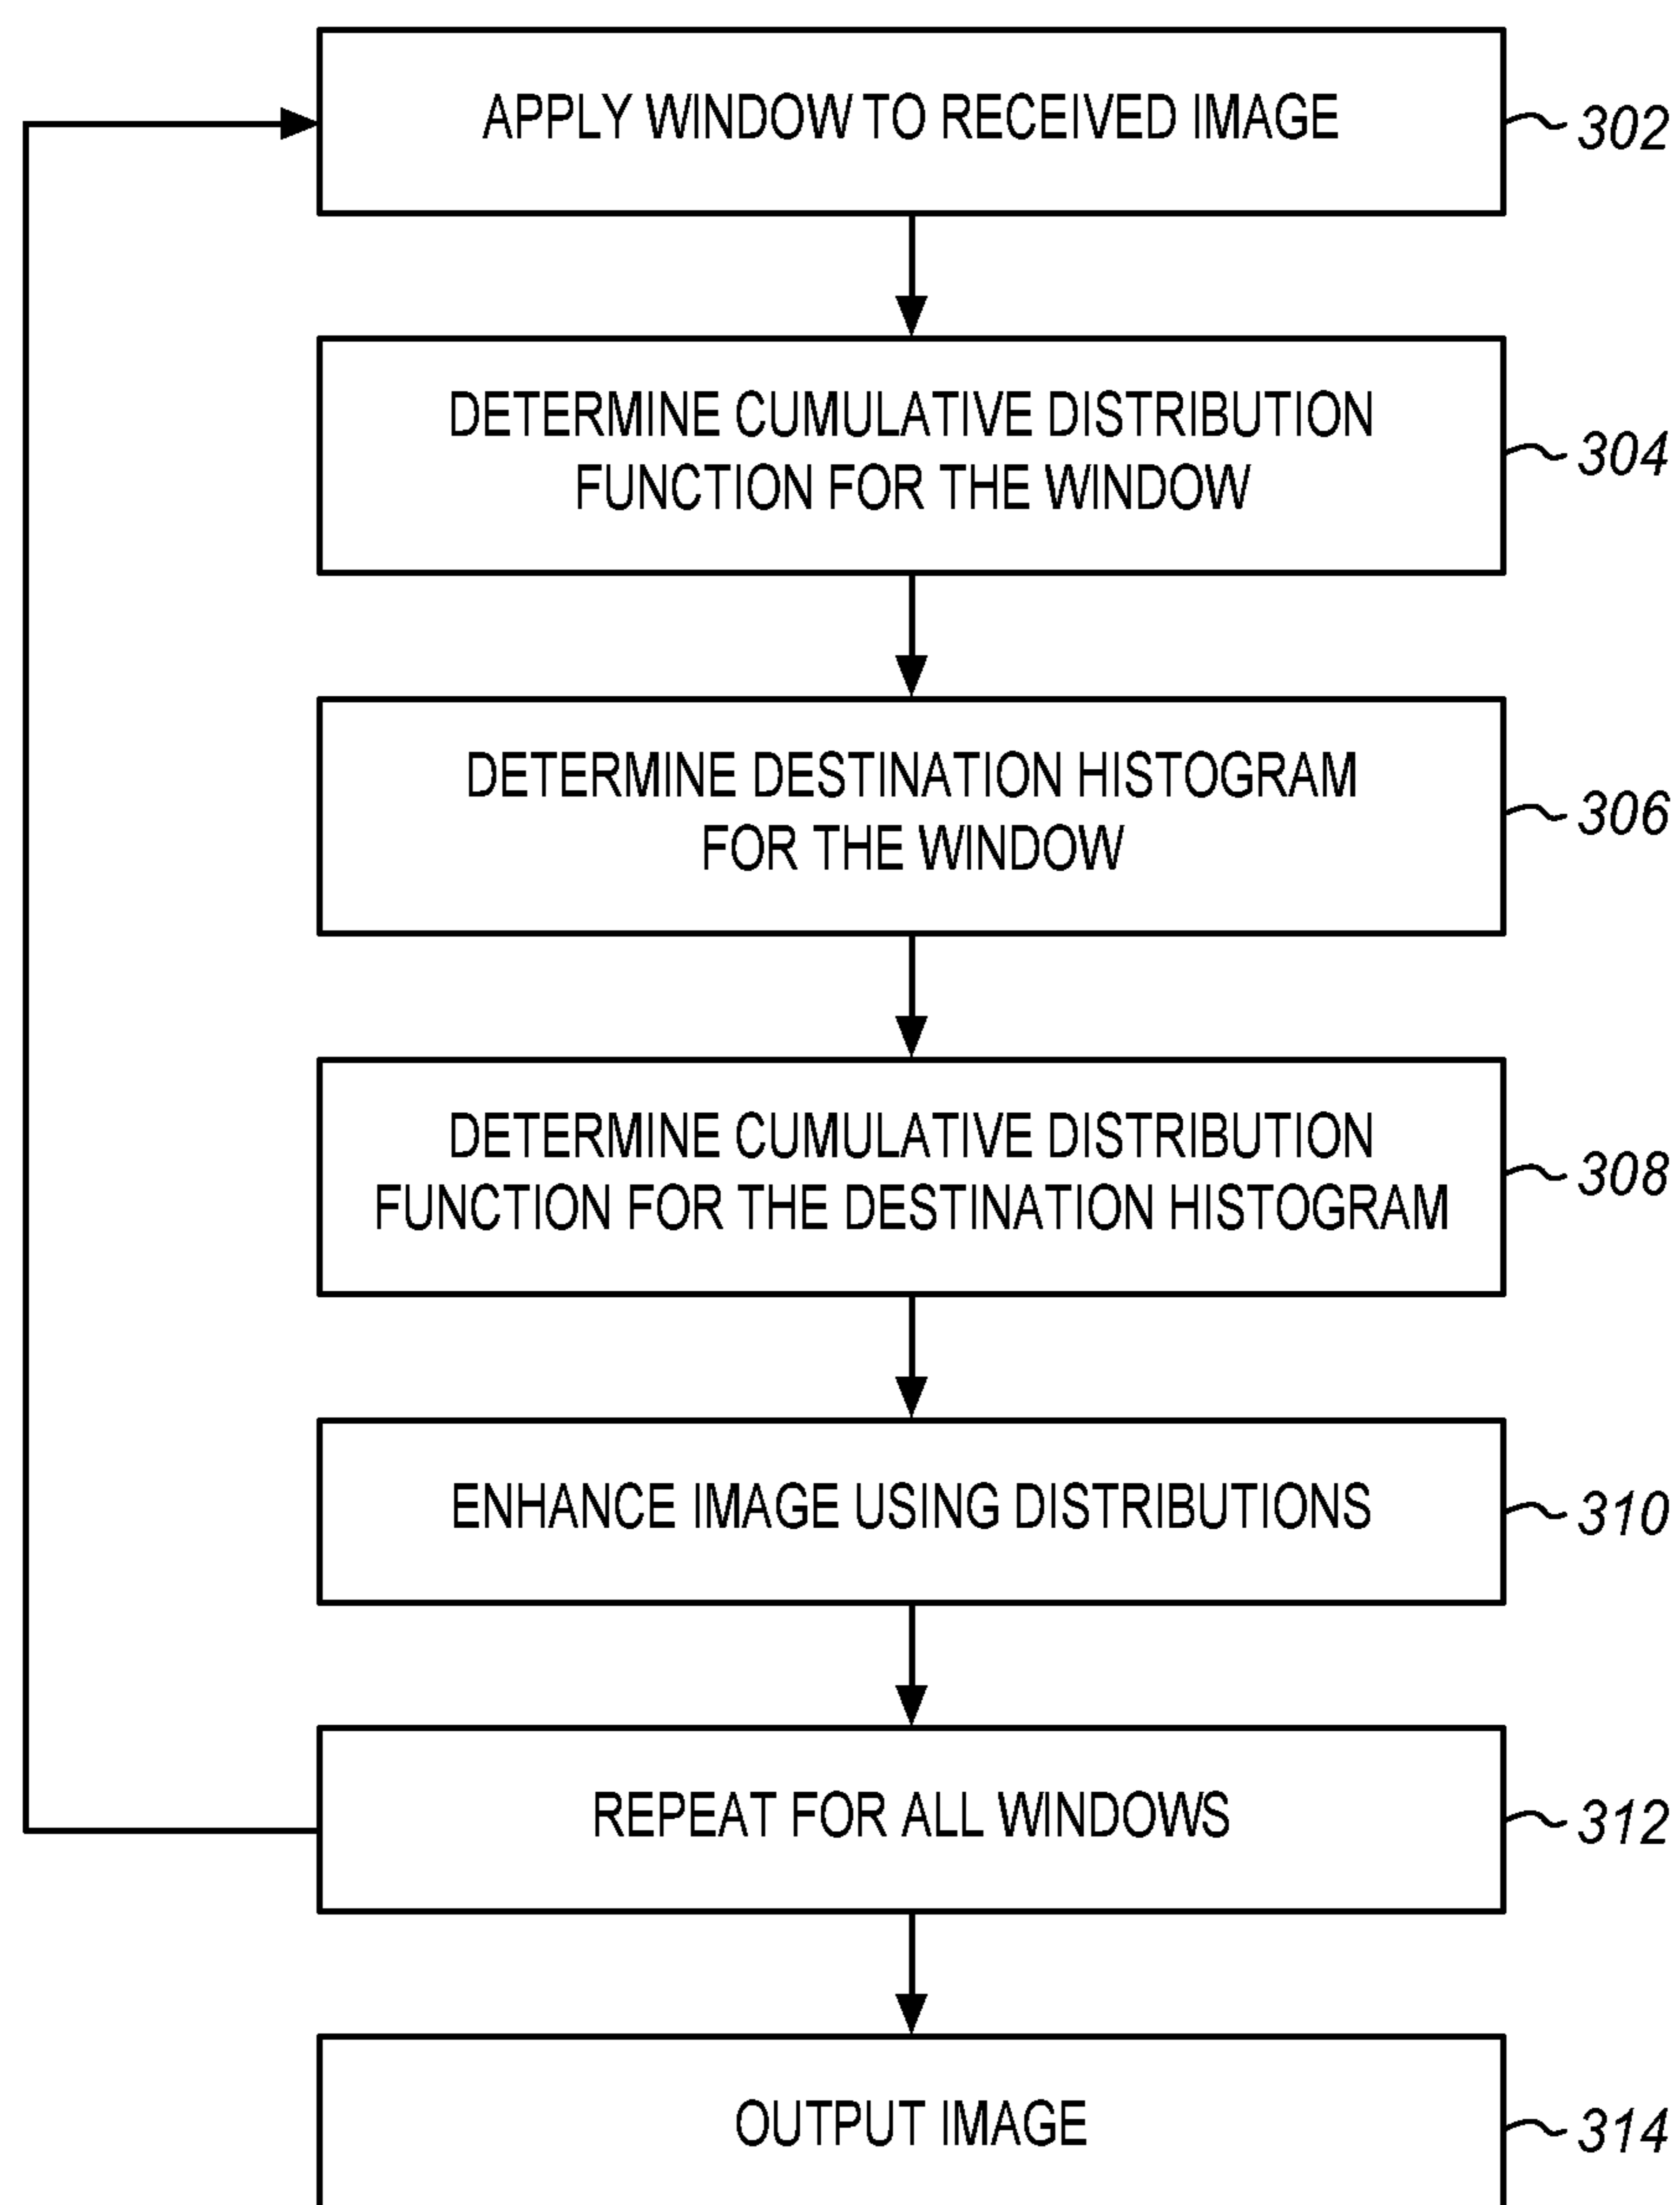 APPLY WINDOW TO RECEIVED IMAGE
302
DETERMINE CUMULATIVE DISTRIBUTION
FUNCTION FOR THE WINDOW
304
DETERMINE DESTINATION HISTOGRAM
FOR THE WINDOW
306
DETERMINE CUMULATIVE DISTRIBUTION
FUNCTION FOR THE DESTINATION HISTOGRAM
308
ENHANCE IMAGE USING DISTRIBUTIONS
310
REPEAT FOR ALL WINDOWS
312
OUTPUT IMAGE
314